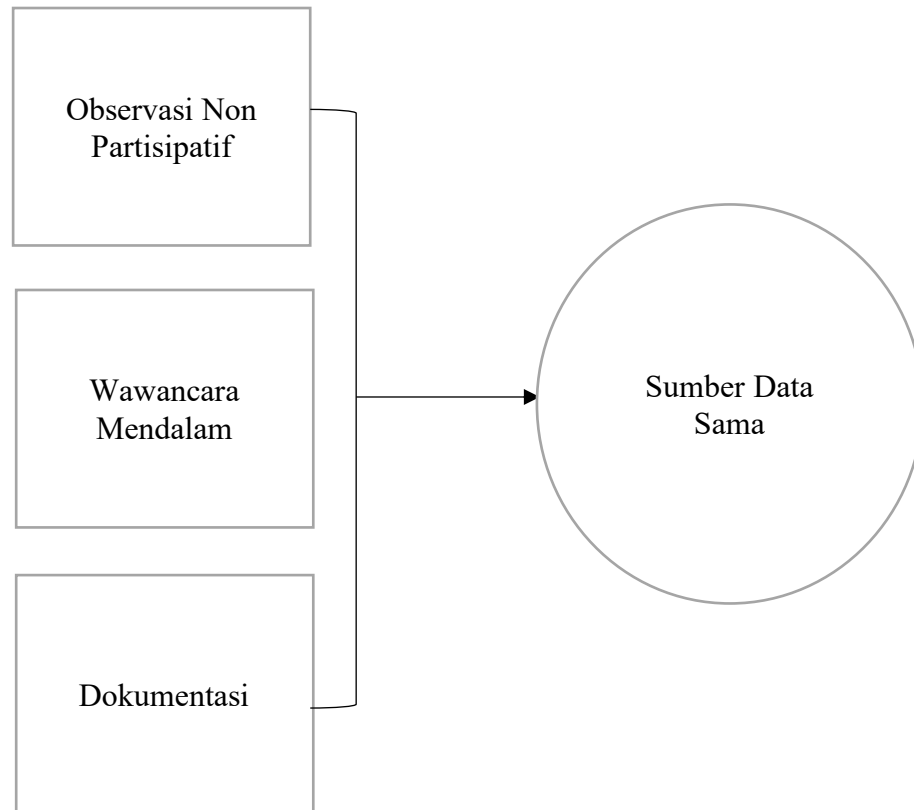 Observasi Non
Partisipatif
Wawancara
Mendalam
Dokumentasi
Sumber Data
Sama